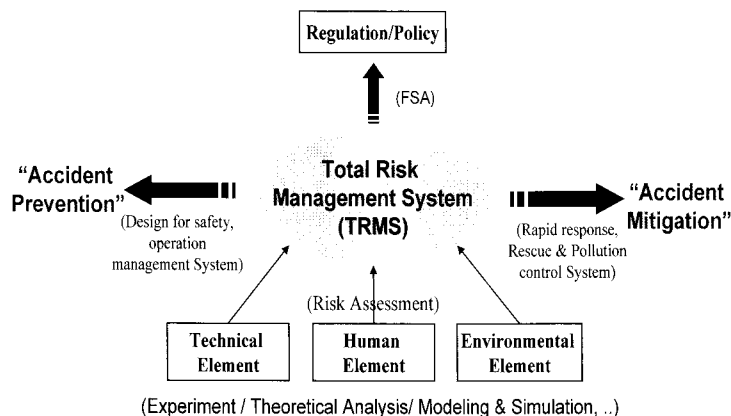 Regulation/Policy
(FSA)
“Accident
Prevention”
(Design for safety,
operation
management System)
Total Risk
Management System
(TRMS)
“Accident
Mitigation”
(Rapid response,
Rescue & Pollution
control System)
(Risk Assessment)
Technical
Element
Human
Element
Environmental
Element
(Experiment / Theoretical Analysis/ Modeling & Simulation, ..)